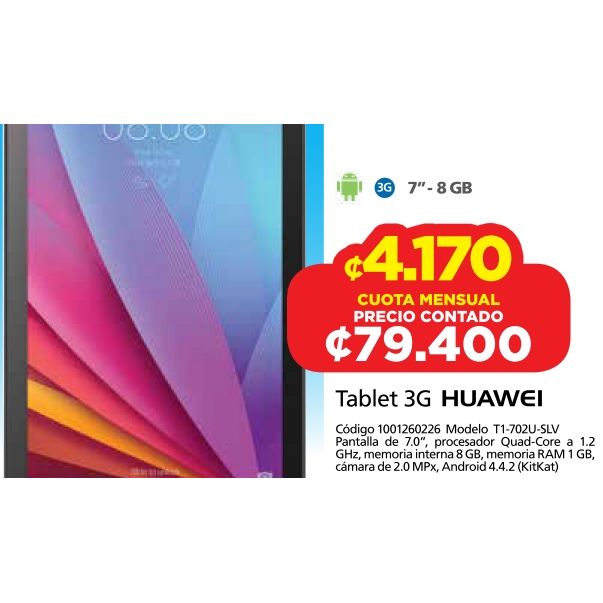 08:08
3G 7” - 8 GB
₡4.170
CUOTA MENSUAL
PRECIO CONTADO
₡79.400
Tablet 3G HUAWEI
Código 1001260226 Modelo T1-702U-SLV
Pantalla de 7.0”, procesador Quad-Core a 1.2
GHz, memoria interna 8 GB, memoria RAM 1 GB,
cámara de 2.0 MPx, Android 4.4.2 (KitKat)